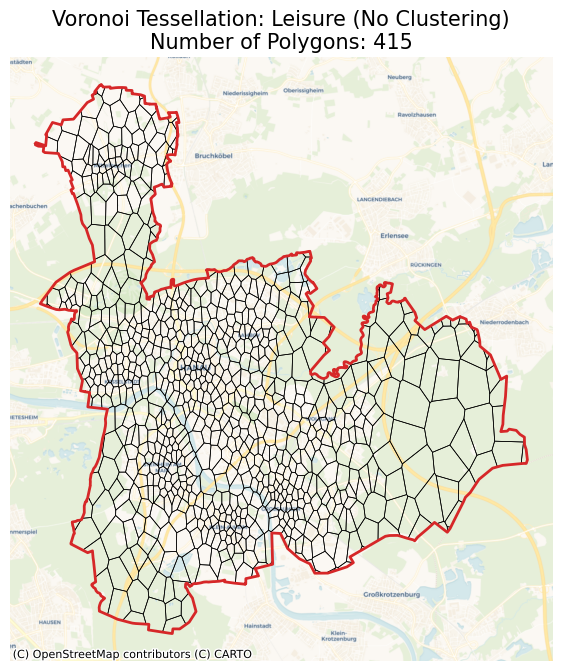 Voronoi Tessellation: Leisure (No Clustering)
Number of Polygons: 415
Neuberg
Niederissigheim
Oberissigheim
Ravolzhausen
Bruchköbel
LANGENDIEBACH
Erlensee
RÜCKINGEN
Niederrodenbach
Großkrotzenburg
HAUSEN
Hainstadt
Klein-
Krotzenburg
(C) OpenStreetMap contributors (C) CARTO